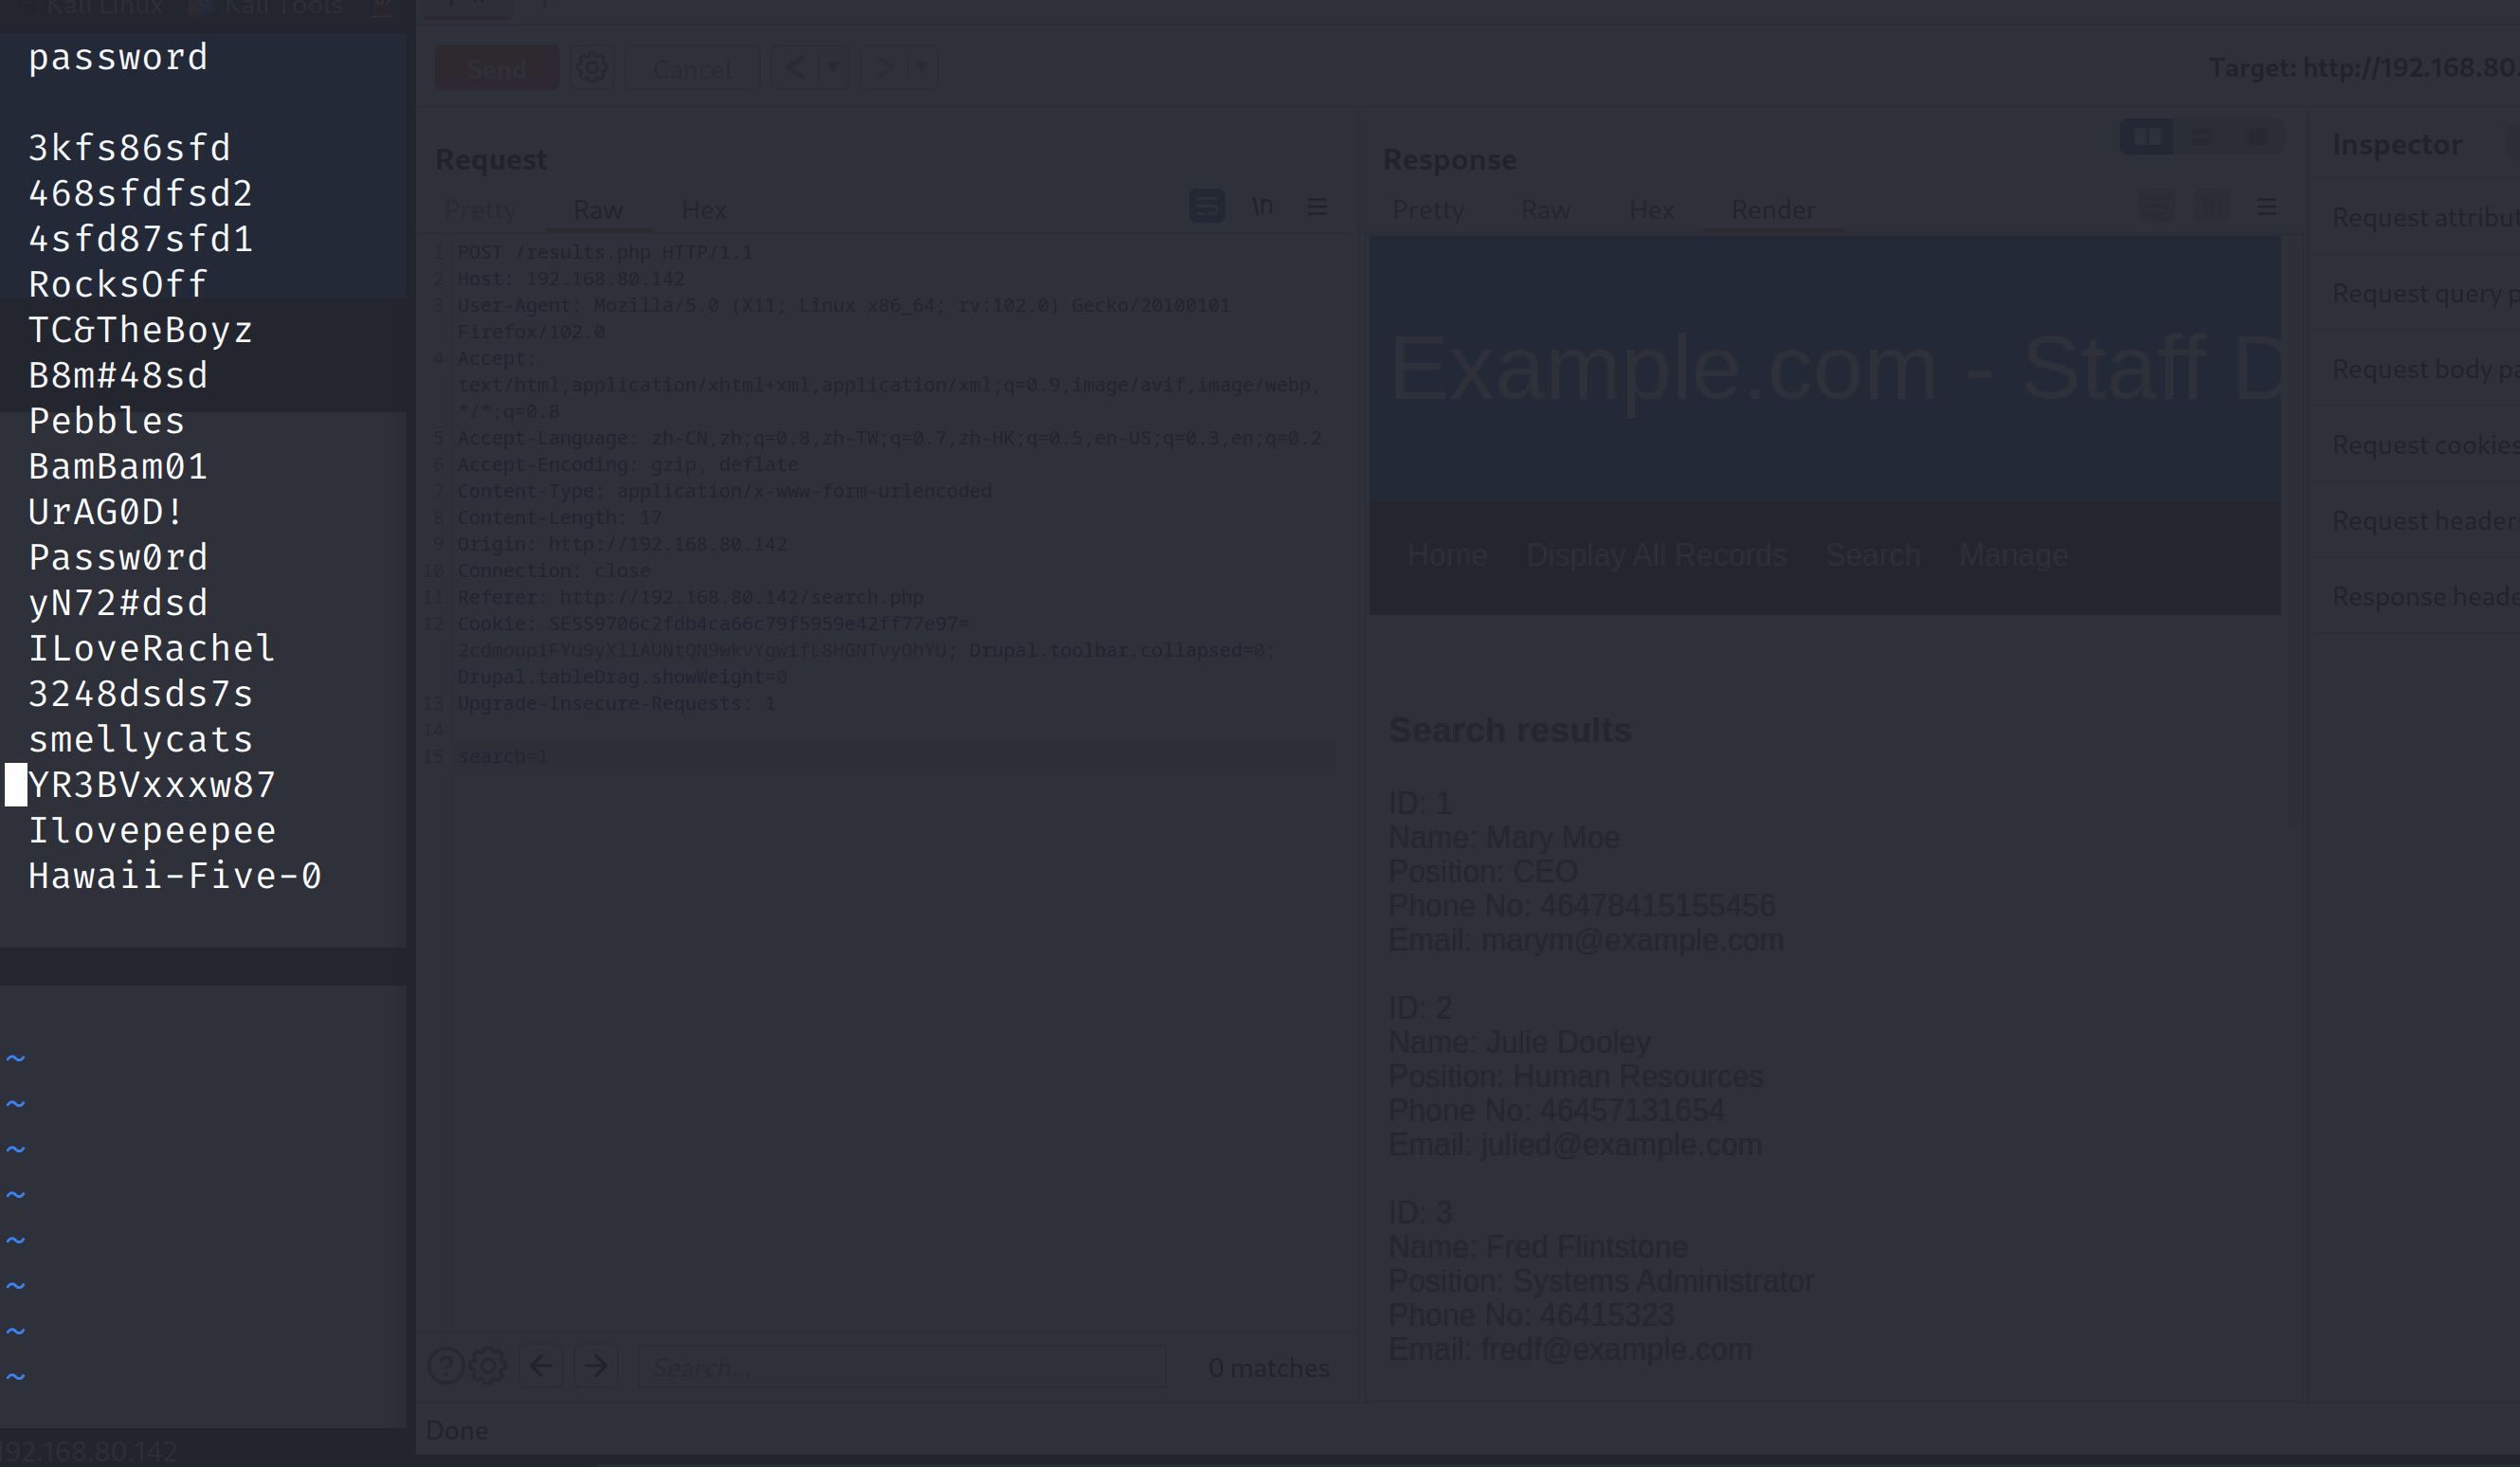 Kali Linux Kali Tools
password
3kfs86sfd
468sfdfsd2
4sfd87sfd1
RocksOff
TC&TheBoyz
B8m#48sd
Pebbles
BamBam01
UrAG0D!
Passw0rd
yN72#dsd
ILoveRachel
3248dsds7s
smellycats
YR3BVxxxw87
Ilovepeepee
Hawaii-Five-0
~
~
~
~
~
~
~
~
192.168.80.142
Send Cancel < >
Target: http://192.168.80.
Request
Pretty Raw Hex
\n
1 POST /results.php HTTP/1.1
2 Host: 192.168.80.142
3 User-Agent: Mozilla/5.0 (X11; Linux x86_64; rv:102.0) Gecko/20100101
Firefox/102.0
4 Accept:
text/html,application/xhtml+xml,application/xml;q=0.9,image/avif,image/webp,
*/*;q=0.8
5 Accept-Language: zh-CN,zh;q=0.8,zh-TW;q=0.7,zh-HK;q=0.5,en-US;q=0.3,en;q=0.2
6 Accept-Encoding: gzip, deflate
7 Content-Type: application/x-www-form-urlencoded
8 Content-Length: 17
9 Origin: http://192.168.80.142
10 Connection: close
11 Referer: http://192.168.80.142/search.php
12 Cookie: SESS9706c2fdb4ca66c79f5959e42ff77e97=
2cdmoupiFYu9yXllAUNtQN9wkvYgwifL8HGNTvyOhYU; Drupal.toolbar.collapsed=0;
Drupal.tableDrag.showWeight=0
13 Upgrade-Insecure-Requests: 1
14
15 search=1
Search...
0 matches
Done
Response
Pretty Raw Hex Render
\n
Example.com - Staff D
Home Display All Records Search Manage
Search results
ID: 1
Name: Mary Moe
Position: CEO
Phone No: 46478415155456
Email: marym@example.com
ID: 2
Name: Julie Dooley
Position: Human Resources
Phone No: 46457131654
Email: julied@example.com
ID: 3
Name: Fred Flintstone
Position: Systems Administrator
Phone No: 46415323
Email: fredf@example.com
Inspector
Request attribut
Request query p
Request body pa
Request cookies
Request headers
Response heade